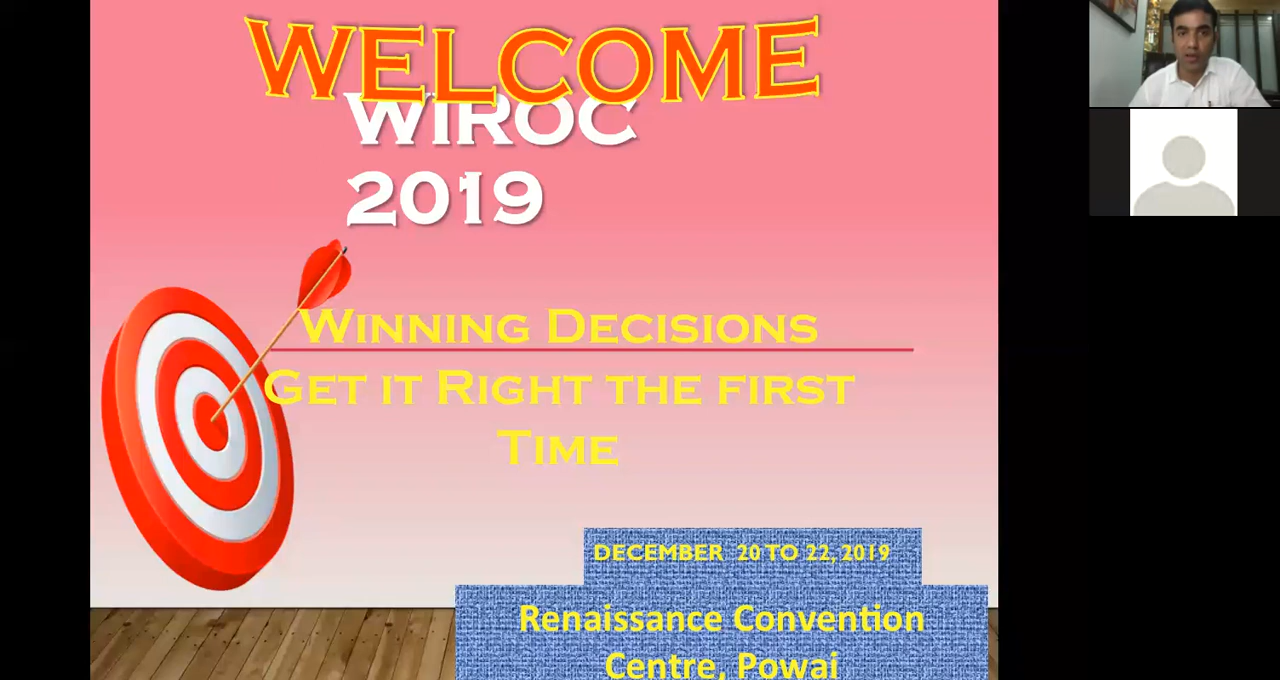 WELCOME
WIROC
2019
WINNING DECISIONS
GET IT RIGHT THE FIRST
TIME
DECEMBER 20 TO 22, 2019
Renaissance Convention
Centre, Powai